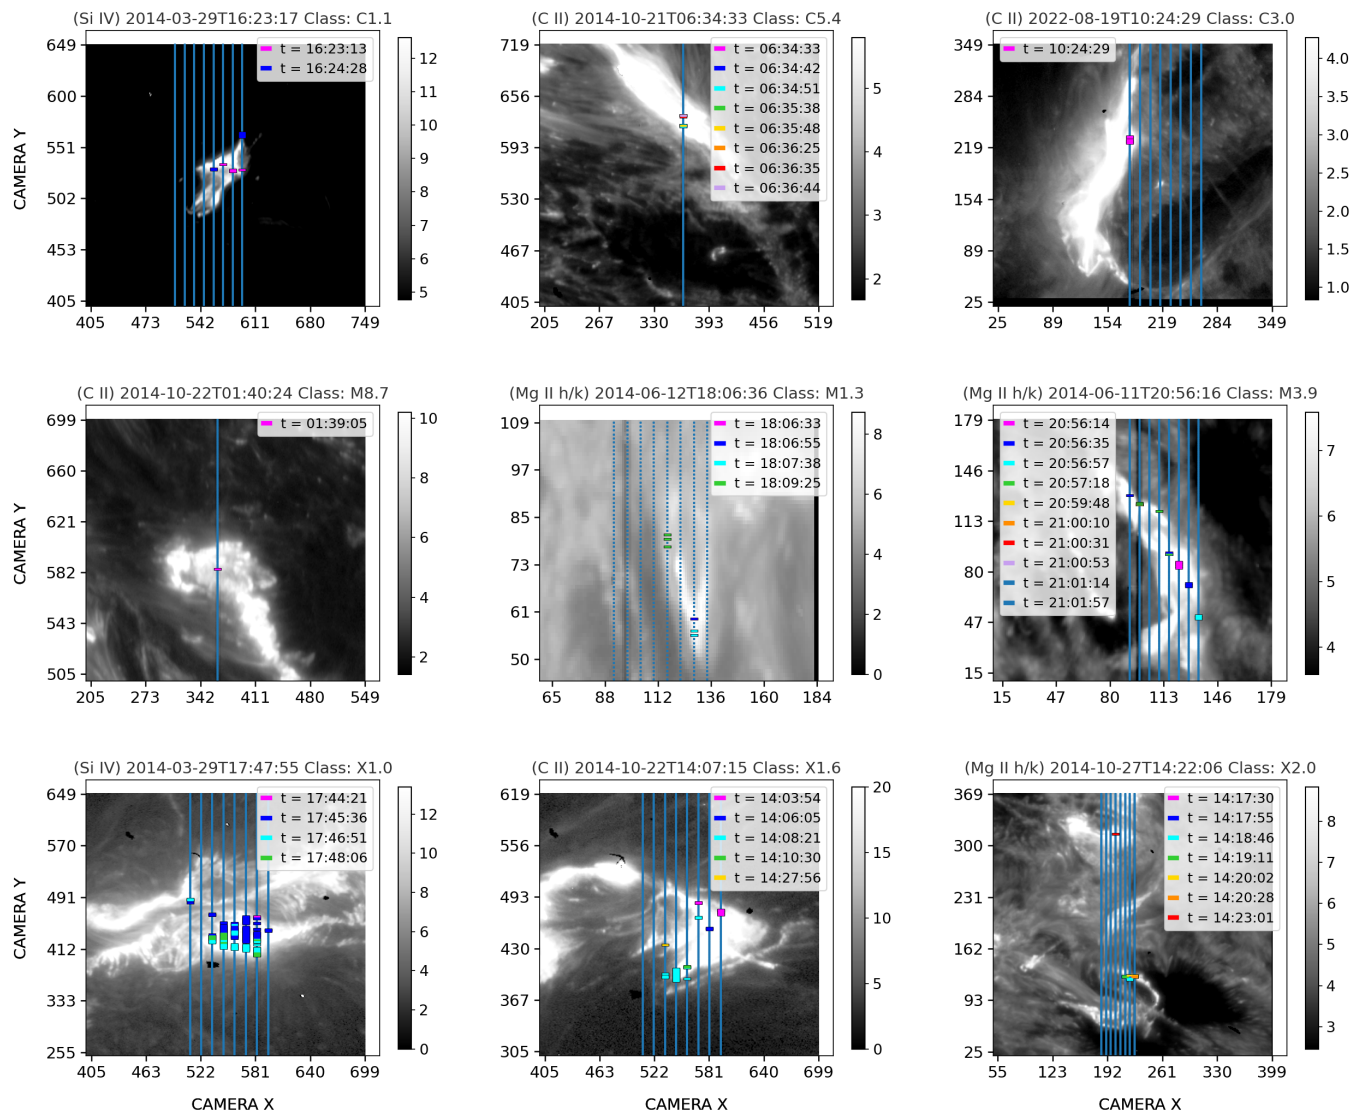 (Si IV) 2014-03-29T16:23:17 Class: C1.1
t = 16:23:13
t = 16:24:28
CAMERA Y
649
600
551
502
453
405
405 473 542 611 680 749
12
11
10
9
8
7
6
5
(C II) 2014-10-21T06:34:33 Class: C5.4
t = 06:34:33
t = 06:34:42
t = 06:34:51
t = 06:35:38
t = 06:35:48
t = 06:36:25
t = 06:36:35
t = 06:36:44
719
656
593
530
467
405
205 267 330 393 456 519
5
4
3
2
(C II) 2022-08-19T10:24:29 Class: C3.0
t = 10:24:29
349
284
219
154
89
25
25 89 154 219 284 349
4.0
3.5
3.0
2.5
2.0
1.5
1.0
(C II) 2014-10-22T01:40:24 Class: M8.7
t = 01:39:05
CAMERA Y
699
660
621
582
543
505
205 273 342 411 480 549
10
8
6
4
2
(Mg II h/k) 2014-06-12T18:06:36 Class: M1.3
t = 18:06:33
t = 18:06:55
t = 18:07:38
t = 18:09:25
109
97
85
73
61
50
65 88 112 136 160 184
8
6
4
2
0
(Mg II h/k) 2014-06-11T20:56:16 Class: M3.9
t = 20:56:14
t = 20:56:35
t = 20:56:57
t = 20:57:18
t = 20:59:48
t = 21:00:10
t = 21:00:31
t = 21:00:53
t = 21:01:14
t = 21:01:57
179
146
113
80
47
15
15 47 80 113 146 179
7
6
5
4
(Si IV) 2014-03-29T17:47:55 Class: X1.0
t = 17:44:21
t = 17:45:36
t = 17:46:51
t = 17:48:06
CAMERA Y
649
570
491
412
333
255
405 463 522 581 640 699
CAMERA X
12
10
8
6
4
2
0
(C II) 2014-10-22T14:07:15 Class: X1.6
t = 14:03:54
t = 14:06:05
t = 14:08:21
t = 14:10:30
t = 14:27:56
619
556
493
430
367
305
405 463 522 581 640 699
CAMERA X
20
15
10
5
0
(Mg II h/k) 2014-10-27T14:22:06 Class: X2.0
t = 14:17:30
t = 14:17:55
t = 14:18:46
t = 14:19:11
t = 14:20:02
t = 14:20:28
t = 14:23:01
369
300
231
162
93
25
55 123 192 261 330 399
CAMERA X
8
7
6
5
4
3